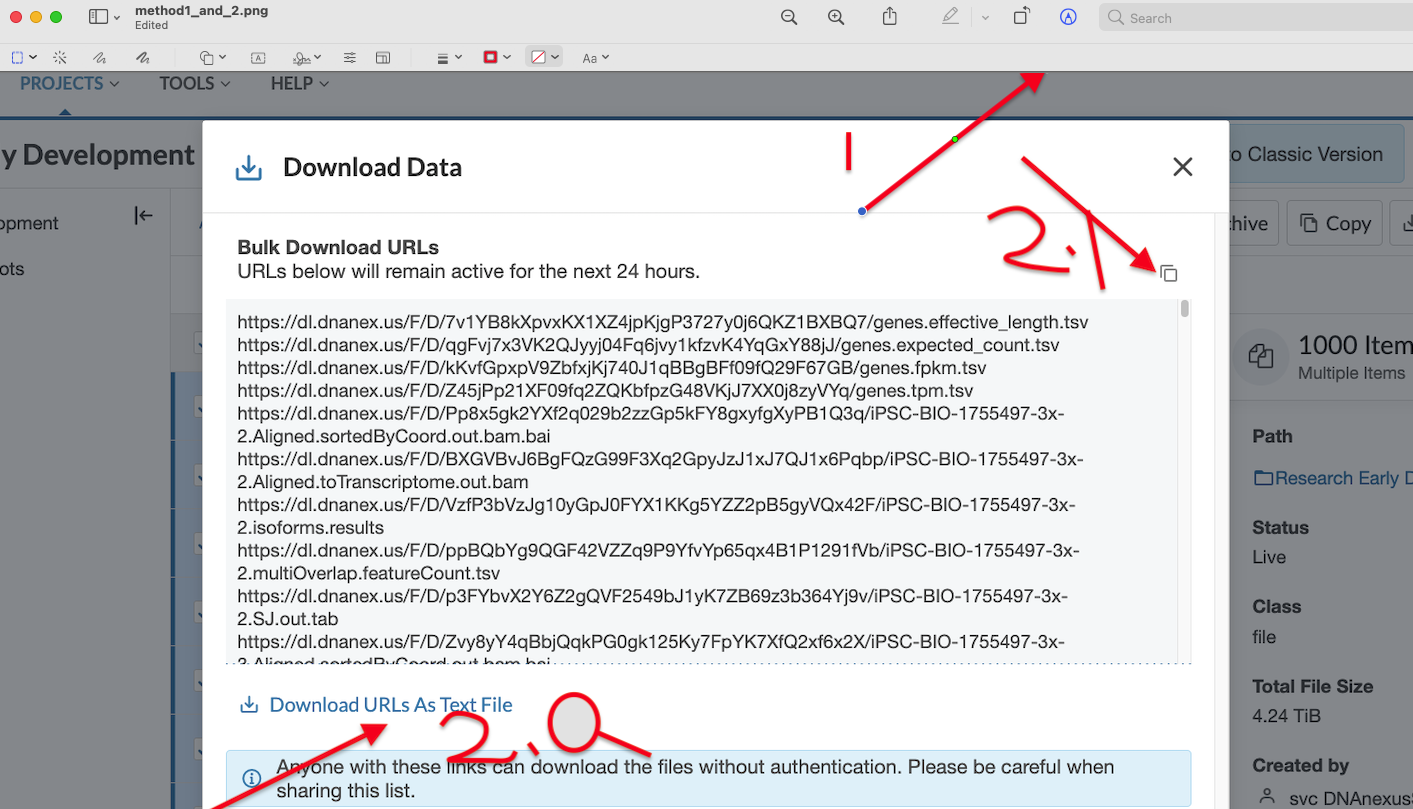 method1_and_2.png
Edited
Search
Aa
PROJECTS
TOOLS
HELP
y Development
Download Data
o Classic Version
1
2.1
opment
hive
Copy
ots
Bulk Download URLs
URLs below will remain active for the next 24 hours.
https://dl.dnanex.us/F/D/7v1YB8kXpvxKX1XZ4jpKjgP3727y0j6QKZ1BXBQ7/genes.effective_length.tsv
https://dl.dnanex.us/F/D/qgFvj7x3VK2QJyyj04Fq6jvy1kfzvK4YqGxY88jJ/genes.expected_count.tsv
https://dl.dnanex.us/F/D/kKvfGpxpV9ZbfxjKj740J1qBBgBFf09fQ29F67GB/genes.fpkm.tsv
https://dl.dnanex.us/F/D/Z45jPp21XF09fq2ZQKbfpzG48VKjJ7XX0j8zyVYq/genes.tpm.tsv
https://dl.dnanex.us/F/D/Pp8x5gk2YXf2q029b2zzGp5kFY8gxyfgXyPB1Q3q/iPSC-BIO-1755497-3x-
2.Aligned.sortedByCoord.out.bam.bai
https://dl.dnanex.us/F/D/BXGVBvJ6BgFQzG99F3Xq2GpyJzJ1xJ7QJ1x6Pqbp/iPSC-BIO-1755497-3x-
2.Aligned.toTranscriptome.out.bam
https://dl.dnanex.us/F/D/VzfP3bVzJg10yGpJ0FYX1KKg5YZZ2pB5gyVQx42F/iPSC-BIO-1755497-3x-
2.isoforms.results
https://dl.dnanex.us/F/D/ppBQbYg9QGF42VZZq9P9YfvYp65qx4B1P1291fVb/iPSC-BIO-1755497-3x-
2.multiOverlap.featureCount.tsv
https://dl.dnanex.us/F/D/p3FYbvX2Y6Z2gQVF2549bJ1yK7ZB69z3b364Yj9v/iPSC-BIO-1755497-3x-
2.SJ.out.tab
https://dl.dnanex.us/F/D/Zvy8yY4qBbjQqkPG0gk125Ky7FpYK7XfQ2xf6x2X/iPSC-BIO-1755497-3x-
3.Aligned.sortedByCoord.out.bam.bai
Download URLs As Text File
2.0
Anyone with these links can download the files without authentication. Please be careful when
sharing this list.
1000 Item
Multiple Items
Path
Research Early D
Status
Live
Class
file
Total File Size
4.24 TiB
Created by
svc DNAnexus